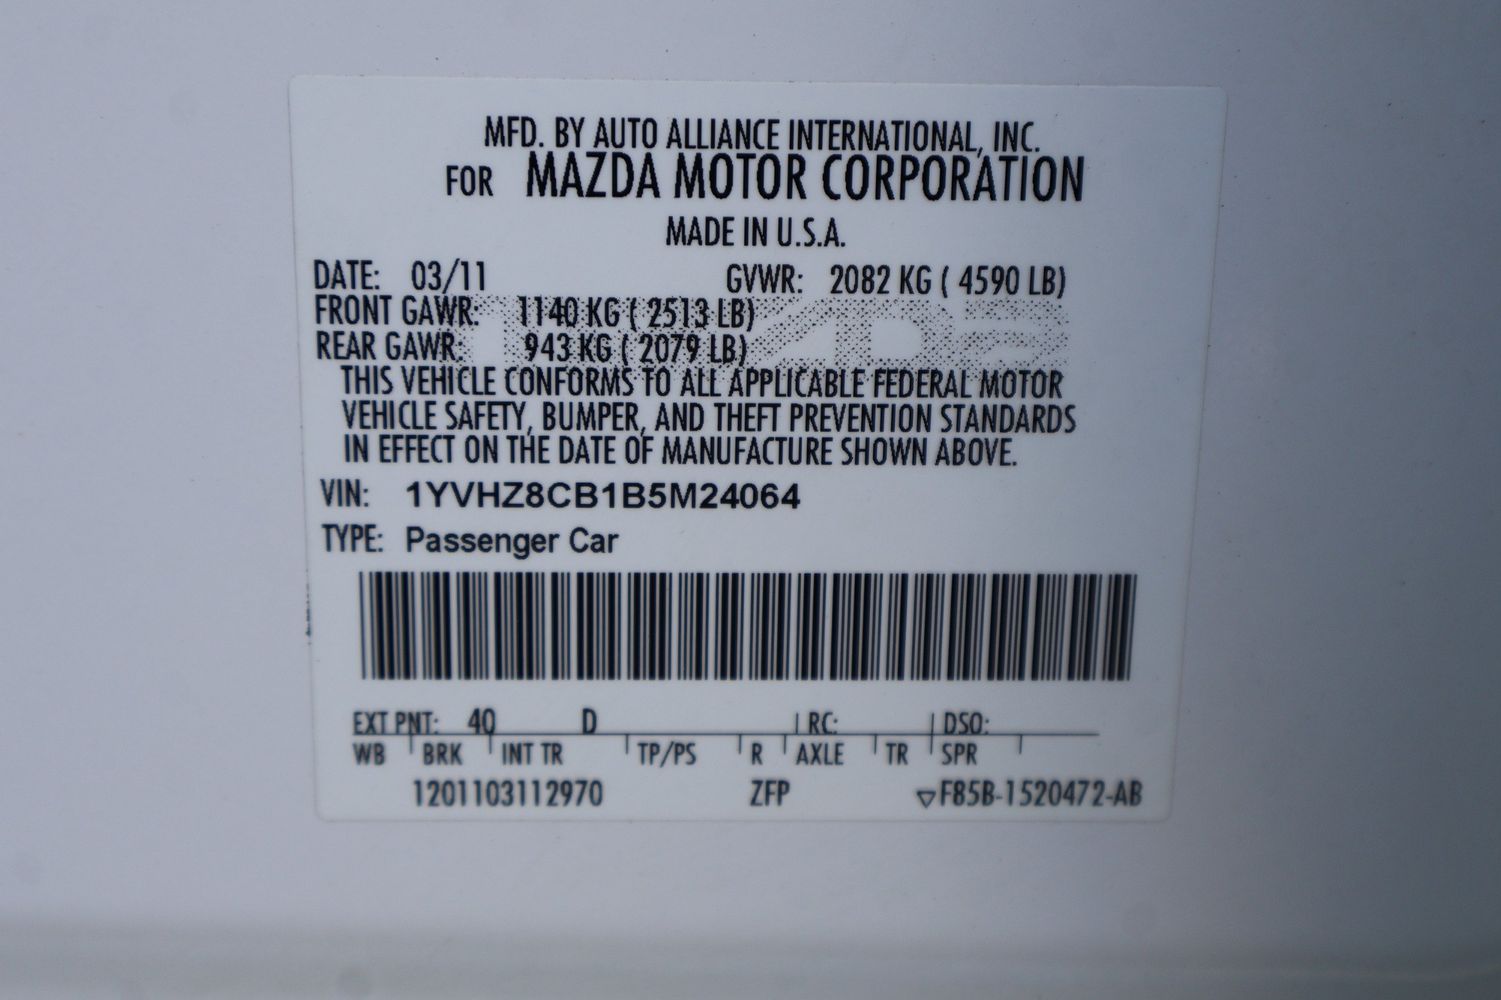 MFD. BY AUTO ALLIANCE INTERNATIONAL, INC.
FOR MAZDA MOTOR CORPORATION
MADE IN U.S.A.
DATE: 03/11 GVWR: 2082 KG ( 4590 LB)
FRONT GAWR: 1140 KG ( 2513 LB)
REAR GAWR: 943 KG ( 2079 LB)
THIS VEHICLE CONFORMS TO ALL APPLICABLE FEDERAL MOTOR
VEHICLE SAFETY, BUMPER, AND THEFT PREVENTION STANDARDS
IN EFFECT ON THE DATE OF MANUFACTURE SHOWN ABOVE.
VIN: 1YVHZ8CB1B5M24064
TYPE: Passenger Car
EXT PNT: 40 D RC: DSO:
WB BRK INT TR TP/PS R AXLE TR SPR
1201103112970 ZFP ▽F85B-1520472-AB